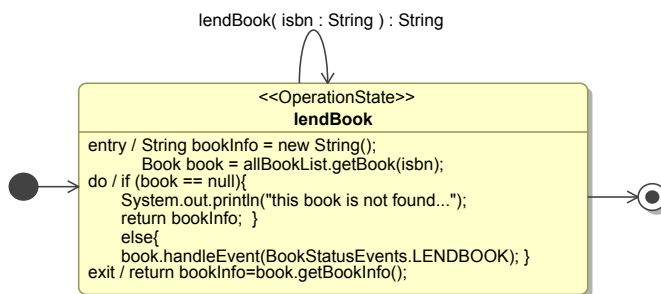 lendBook( isbn : String ) : String
<<OperationState>>
lendBook
entry / String bookInfo = new String();
Book book = allBookList.getBook(isbn);
do / if (book == null){
System.out.println("this book is not found...");
return bookInfo;  }
else{
book.handleEvent(BookStatusEvents.LENDBOOK); }
exit / return bookInfo=book.getBookInfo();